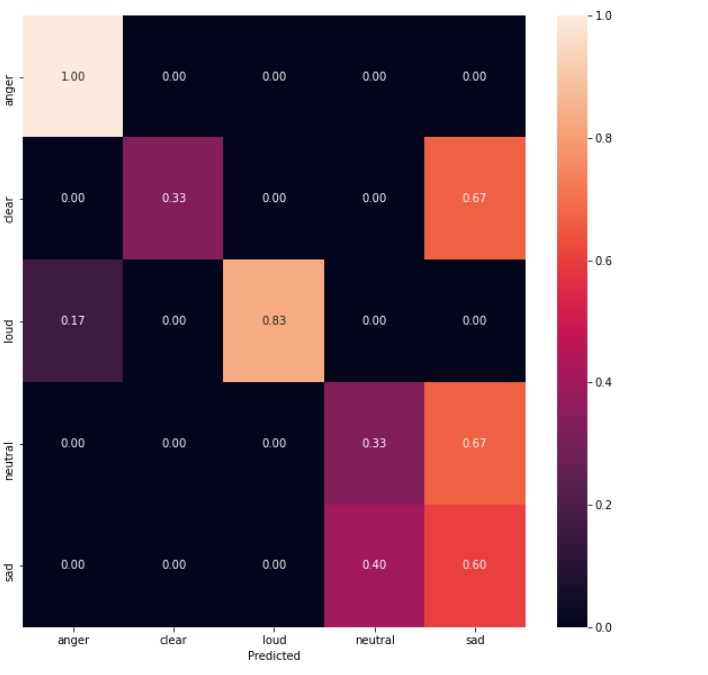 1.0
anger 1.00 0.00 0.00 0.00 0.00
0.8
clear 0.00 0.33 0.00 0.00 0.67
0.6
loud 0.17 0.00 0.83 0.00 0.00
0.4
neutral 0.00 0.00 0.00 0.33 0.67
0.2
sad 0.00 0.00 0.00 0.40 0.60
0.0
anger clear loud neutral sad
Predicted